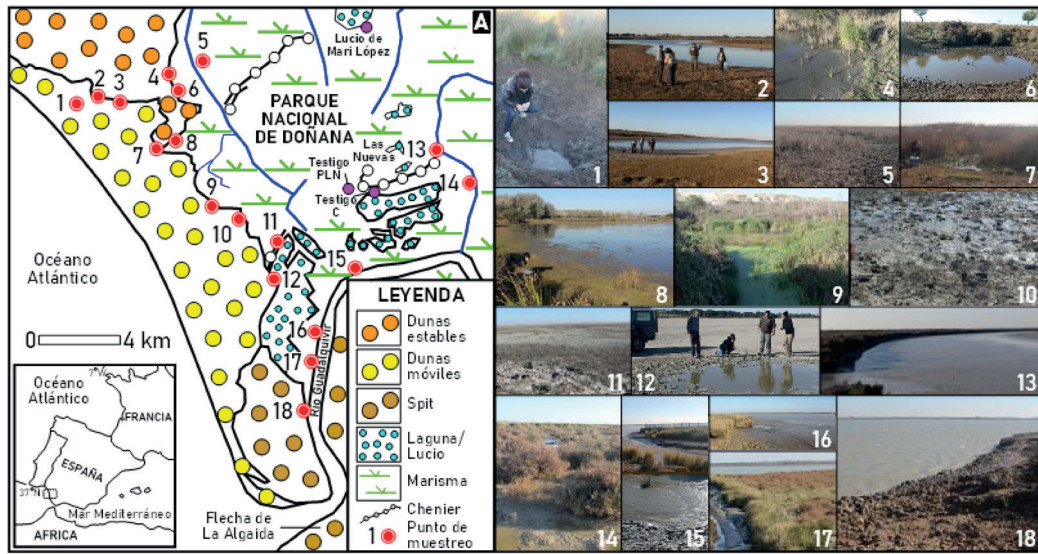 A
Lucio de
Mari López
5
4
2
3
6
1
PARQUE
NACIONAL
DE DOÑANA
Las
Nuevas
13
Testigo
PLN
7
8
14
Testigo
C
9
10
11
15
12
Océano
Atlántico
LEYENDA
Dunas
estables
Dunas
móviles
Spit
Laguna/
Lucio
Marisma
Chenier
1
Punto de
muestreo
0
4 km
16
17
18
Río Guadalquivir
Océano
Atlántico
7°W
FRANCIA
ESPAÑA
37°N
Mar Mediterráneo
AFRICA
Flecha de
La Algaida
1
2
3
4
5
6
7
8
9
10
11
12
13
14
15
16
17
18